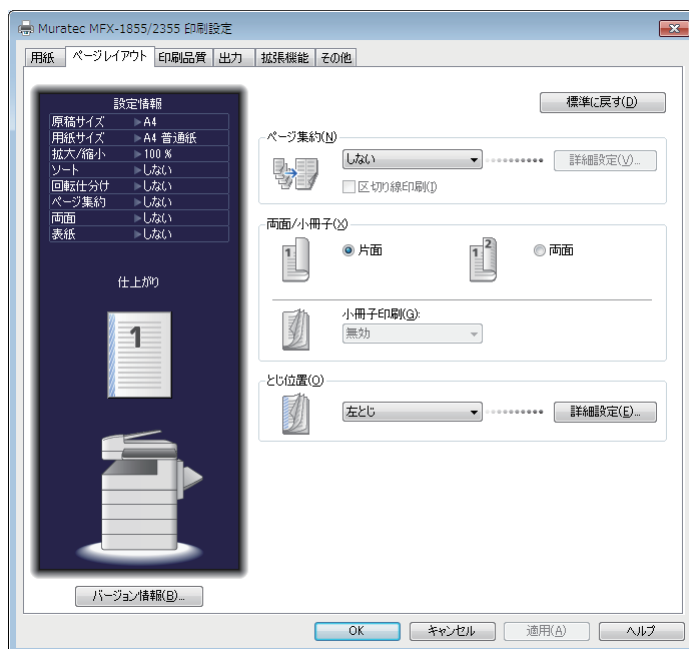 Muratec MFX-1855/2355 印刷設定
用紙 ページレイアウト 印刷品質 出力 拡張機能 その他
標準に戻す(D)
設定情報
原稿サイズ ▶A4
用紙サイズ ▶A4 普通紙
拡大/縮小 ▶100 %
ソート ▶しない
回転仕分け ▶しない
ページ集約 ▶しない
両面 ▶しない
表紙 ▶しない
仕上がり
1
バージョン情報(B)...
ページ集約(N)
しない 詳細設定(V)...
区切り線印刷(I)
両面/小冊子(X)
1 片面 1 2 両面
小冊子印刷(G):
無効
とじ位置(O)
左とじ 詳細設定(E)...
OK キャンセル 適用(A) ヘルプ